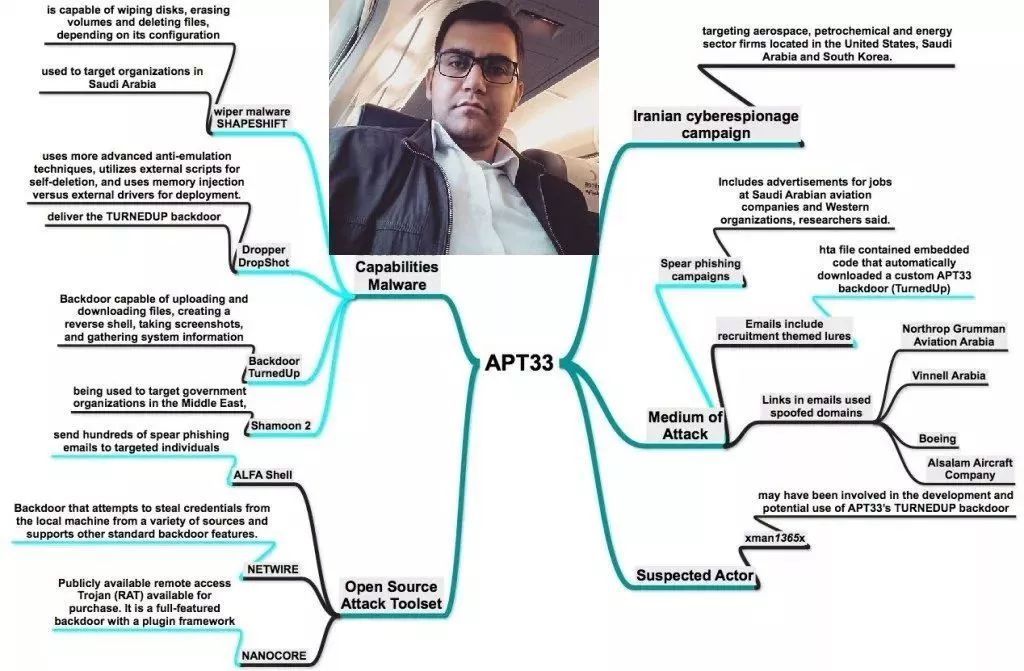 is capable of wiping disks, erasing
volumes and deleting files,
depending on its configuration
used to target organizations in
Saudi Arabia
wiper malware
SHAPESHIFT
uses more advanced anti-emulation
techniques, utilizes external scripts for
self-deletion, and uses memory injection
versus external drivers for deployment.
deliver the TURNEDUP backdoor
Dropper
DropShot
Capabilities
Malware
Backdoor capable of uploading and
downloading files, creating a
reverse shell, taking screenshots,
and gathering system information
Backdoor
TurnedUp
being used to target government
organizations in the Middle East,
Shamoon 2
send hundreds of spear phishing
emails to targeted individuals
ALFA Shell
Backdoor that attempts to steal credentials from
the local machine from a variety of sources and
supports other standard backdoor features.
NETWIRE
Publicly available remote access
Trojan (RAT) available for
purchase. It is a full-featured
backdoor with a plugin framework
NANOCORE
Open Source
Attack Toolset
APT33
targeting aerospace, petrochemical and energy
sector firms located in the United States, Saudi
Arabia and South Korea.
Iranian cyberespionage
campaign
Includes advertisements for jobs
at Saudi Arabian aviation
companies and Western
organizations, researchers said.
Spear phishing
campaigns
hta file contained embedded
code that automatically
downloaded a custom APT33
backdoor (TurnedUp)
Emails include
recruitment themed lures
Northrop Grumman
Aviation Arabia
Vinnell Arabia
Links in emails used
spoofed domains
Boeing
Alsalam Aircraft
Company
Medium of
Attack
may have been involved in the development and
potential use of APT33's TURNEDUP backdoor
xman1365x
Suspected Actor